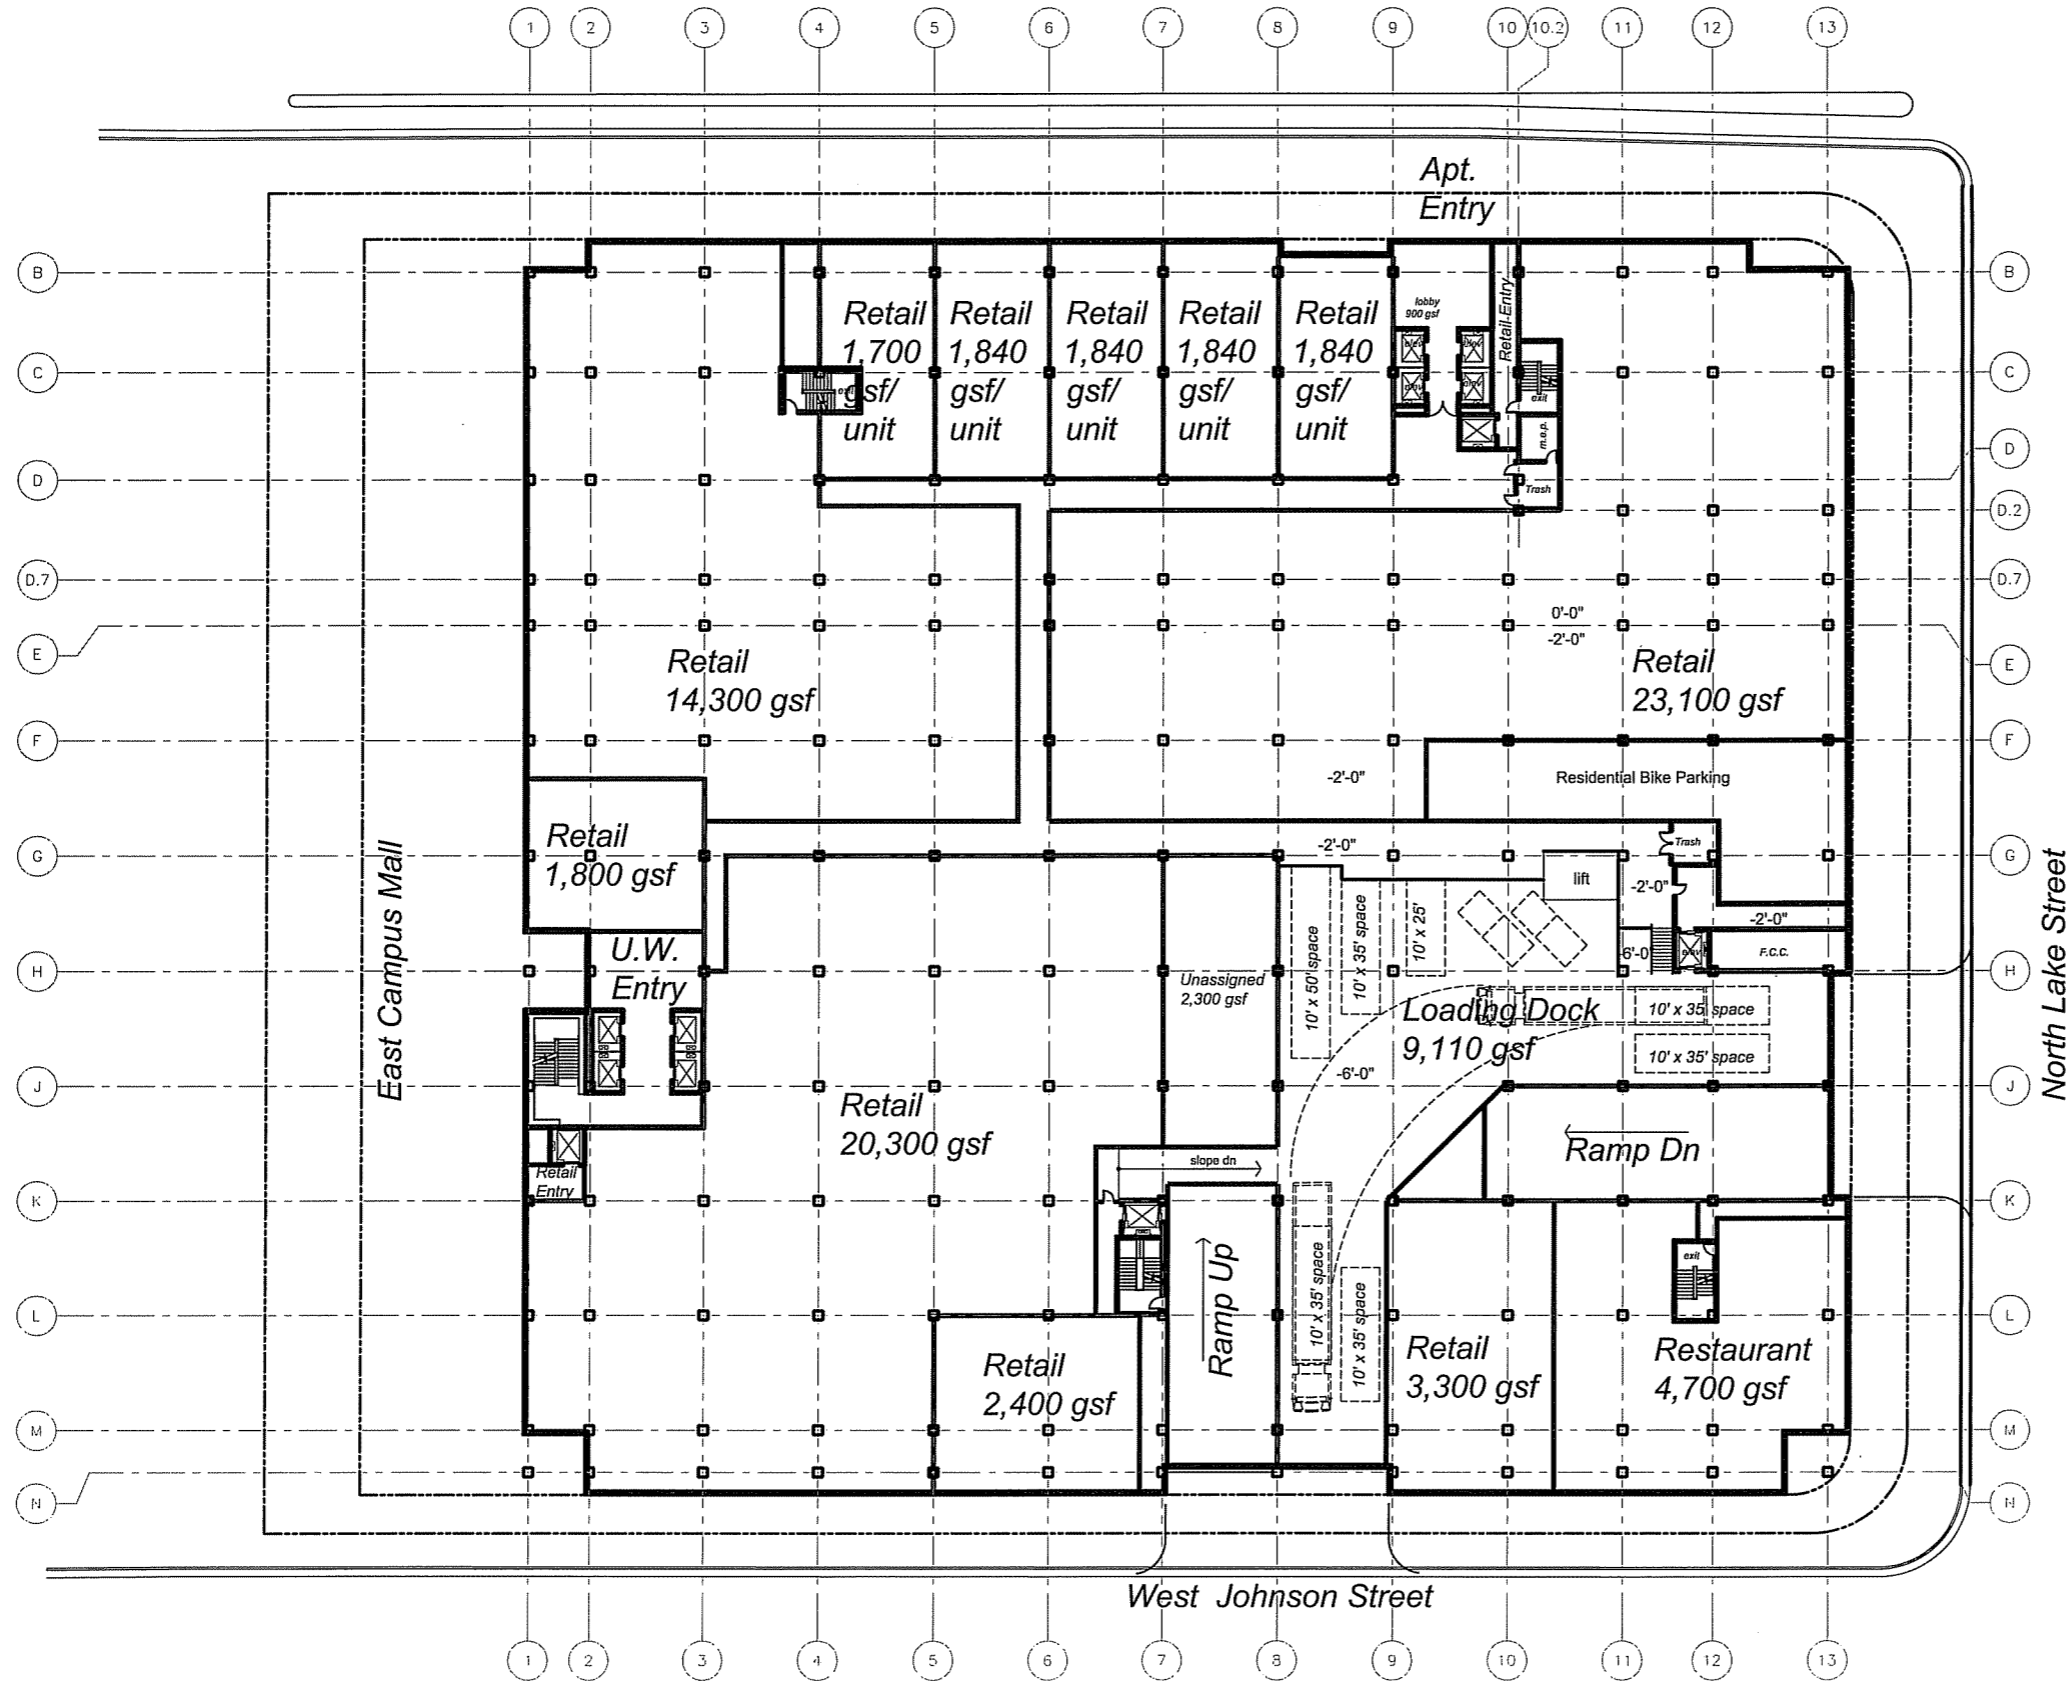 1 2 3 4 5 6 7 8 9 10 10.2 11 12 13
Apt.
Entry
B B
C C
D D
D.2
D.7 D.7
E E
F F
G G
H H
J J
K K
L L
M M
N N
Retail
1,700
gsf/
unit
Retail
1,840
gsf/
unit
Retail
1,840
gsf/
unit
Retail
1,840
gsf/
unit
Retail
1,840
gsf/
unit
lobby
900 gsf
elev
elev
elev
elev
Retail Entry
exit
exit
m.e.p.
Trash
0'-0"
-2'-0"
Retail
14,300 gsf
Retail
23,100 gsf
-2'-0"
Residential Bike Parking
Retail
1,800 gsf
-2'-0"
Trash
lift
-2'-0"
-2'-0"
-6'-0"
elev
F.C.C.
East Campus Mall
North Lake Street
U.W.
Entry
Unassigned
2,300 gsf
10' x 50' space
10' x 35' space
10' x 25'
Loading Dock
9,110 gsf
10' x 35' space
10' x 35' space
-6'-0"
Retail
20,300 gsf
Ramp Dn
slope dn
Retail
Entry
Ramp Up
10' x 35' space
10' x 35' space
exit
Retail
2,400 gsf
Retail
3,300 gsf
Restaurant
4,700 gsf
West Johnson Street
1 2 3 4 5 6 7 8 9 10 11 12 13